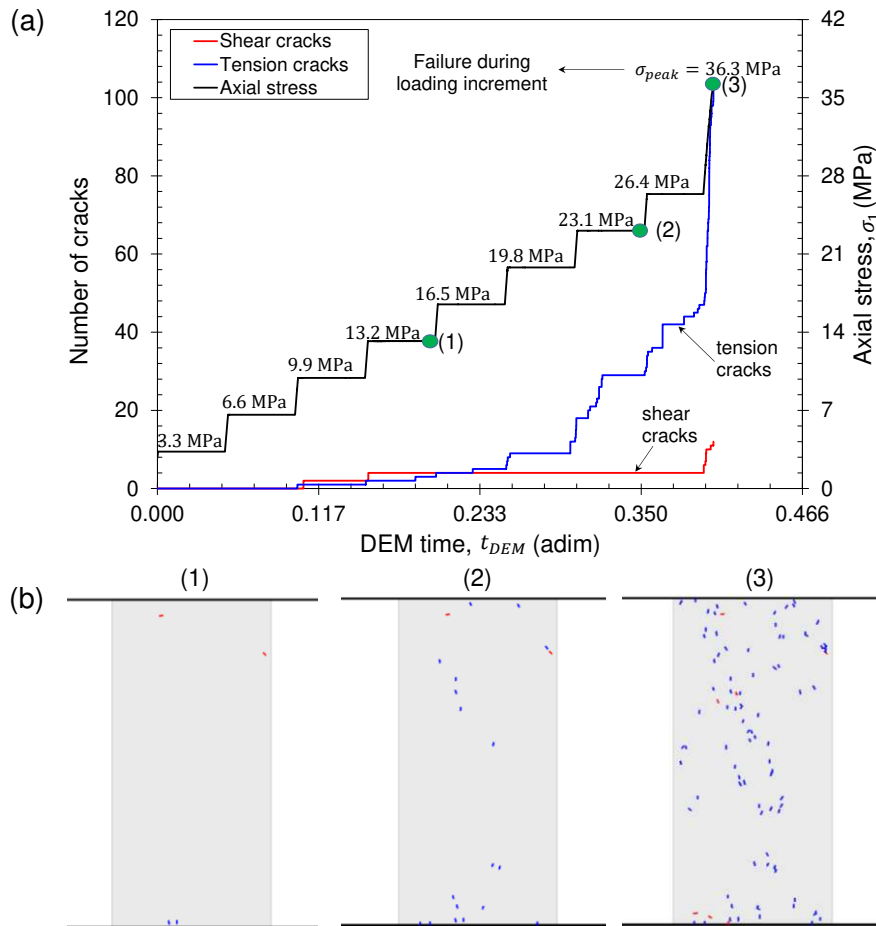 (a)
120
100
80
60
40
20
0
Number of cracks
Shear cracks
Tension cracks
Axial stress
Failure during
loading increment
σ_peak = 36.3 MPa
(3)
26.4 MPa
23.1 MPa
(2)
19.8 MPa
16.5 MPa
13.2 MPa
(1)
9.9 MPa
6.6 MPa
3.3 MPa
tension
cracks
shear
cracks
42
35
28
21
14
7
0
Axial stress, σ₁ (MPa)
0.000 0.117 0.233 0.350 0.466
DEM time, t_DEM (adim)
(b)
(1) (2) (3)